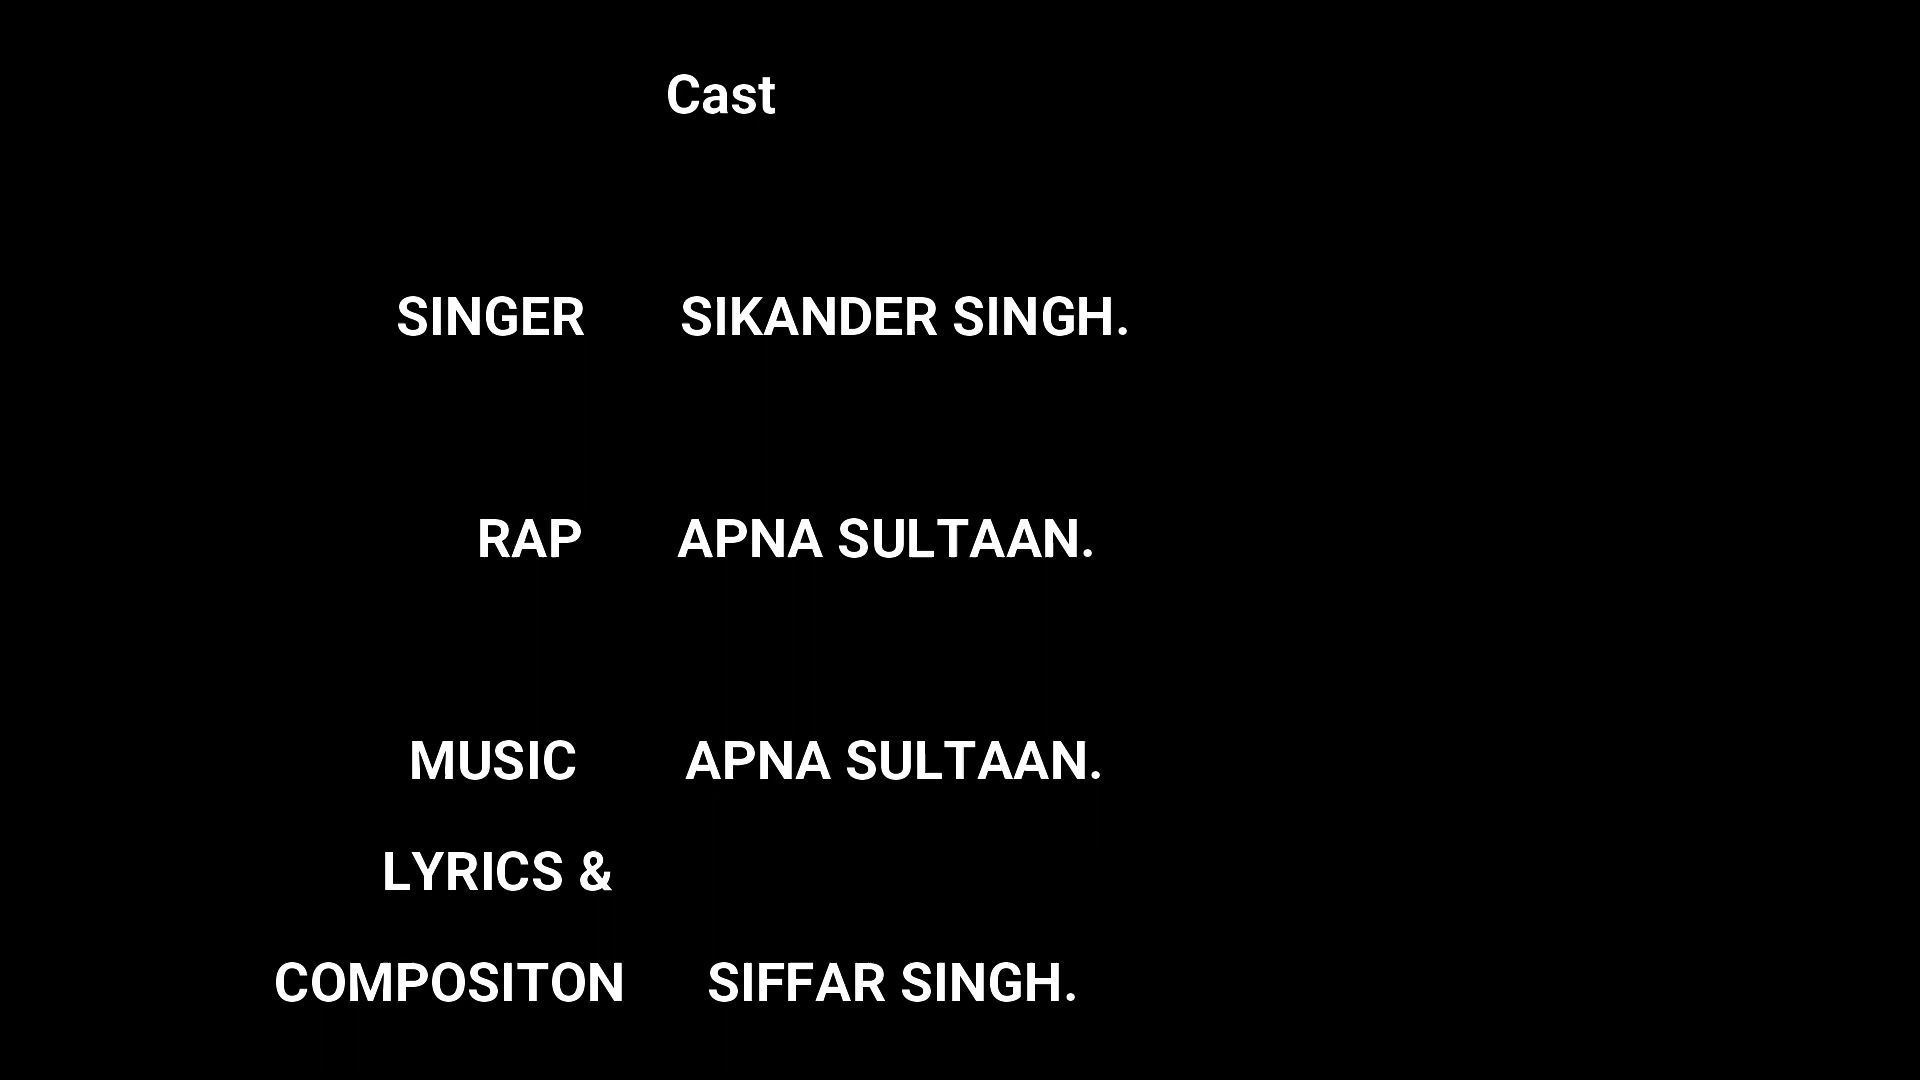 Cast
SINGER SIKANDER SINGH.
RAP APNA SULTAAN.
MUSIC APNA SULTAAN.
LYRICS &
COMPOSITON SIFFAR SINGH.